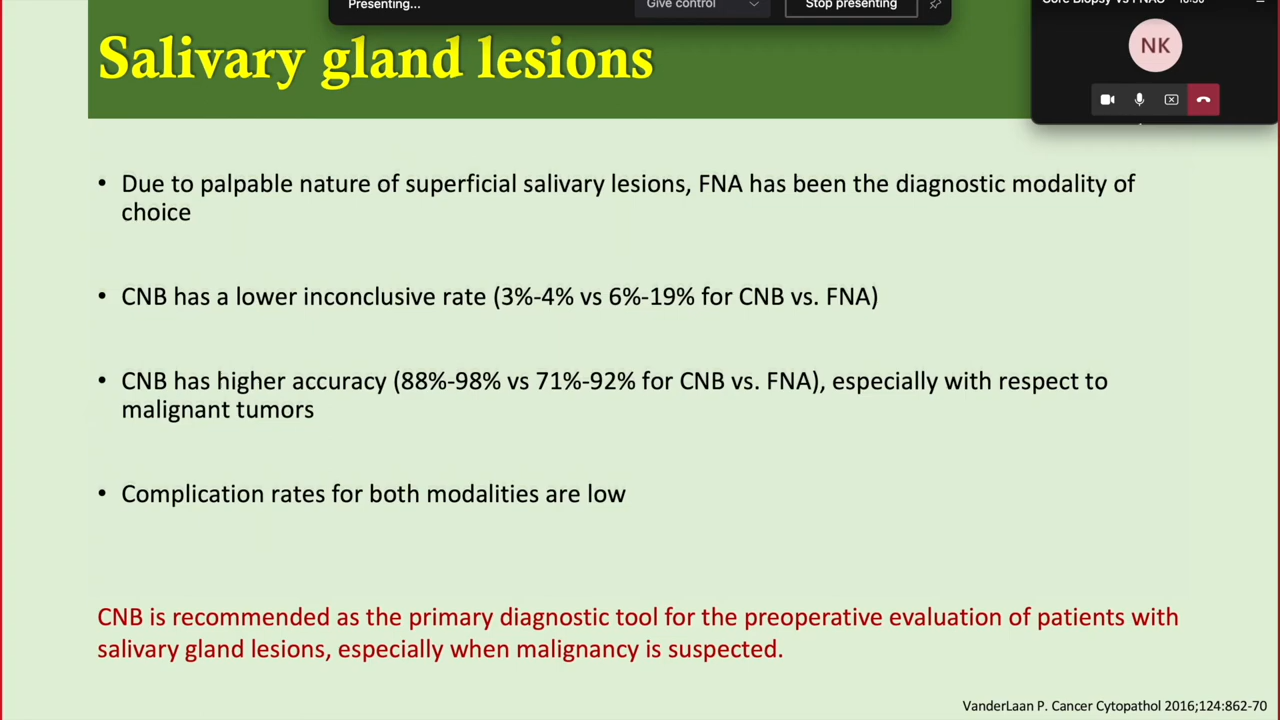 Presenting...
Give control
Stop presenting
Core Biopsy vs FNAC
NK
Salivary gland lesions
• Due to palpable nature of superficial salivary lesions, FNA has been the diagnostic modality of
choice
• CNB has a lower inconclusive rate (3%-4% vs 6%-19% for CNB vs. FNA)
• CNB has higher accuracy (88%-98% vs 71%-92% for CNB vs. FNA), especially with respect to
malignant tumors
• Complication rates for both modalities are low
CNB is recommended as the primary diagnostic tool for the preoperative evaluation of patients with
salivary gland lesions, especially when malignancy is suspected.
VanderLaan P. Cancer Cytopathol 2016;124:862-70